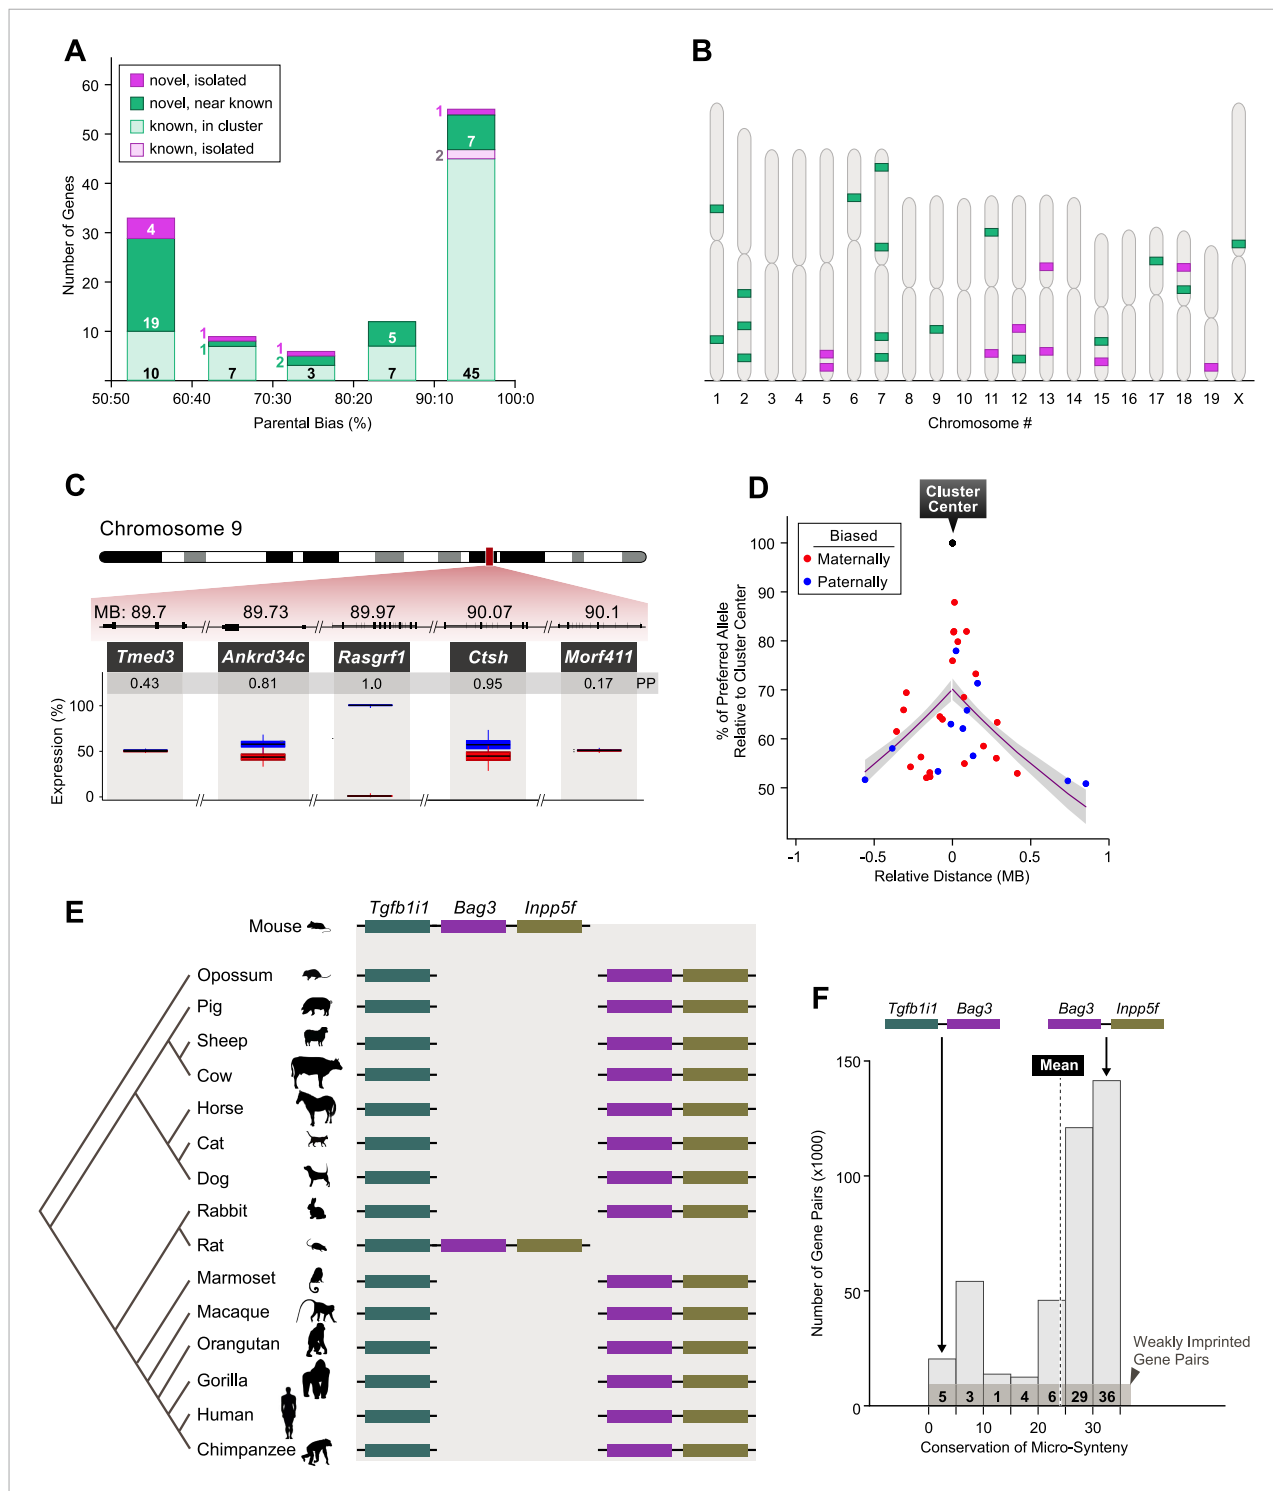 A
novel, isolated
novel, near known
known, in cluster
known, isolated
Number of Genes
60
50
40
30
20
10
4
19
10
1
1
7
1
2
3
5
7
1
7
2
45
50:50
60:40
70:30
80:20
90:10
100:0
Parental Bias (%)
B
1 2 3 4 5 6 7 8 9 10 11 12 13 14 15 16 17 18 19 X
Chromosome #
C
Chromosome 9
MB: 89.7 89.73 89.97 90.07 90.1
Tmed3 Ankrd34c Rasgrf1 Ctsh Morf411
0.43 0.81 1.0 0.95 0.17 PP
Expression (%)
100
50
0
D
Cluster
Center
Biased
Maternally
Paternally
% of Preferred Allele
Relative to Cluster Center
100
90
80
70
60
50
-1 -0.5 0 0.5 1
Relative Distance (MB)
E
Tgfb1i1 Bag3 Inpp5f
Mouse
Opossum
Pig
Sheep
Cow
Horse
Cat
Dog
Rabbit
Rat
Marmoset
Macaque
Orangutan
Gorilla
Human
Chimpanzee
F
Tgfb1i1 Bag3
Bag3 Inpp5f
Mean
Number of Gene Pairs (x1000)
150
100
50
0
Weakly Imprinted
Gene Pairs
5 3 1 4 6 29 36
0 10 20 30
Conservation of Micro-Synteny